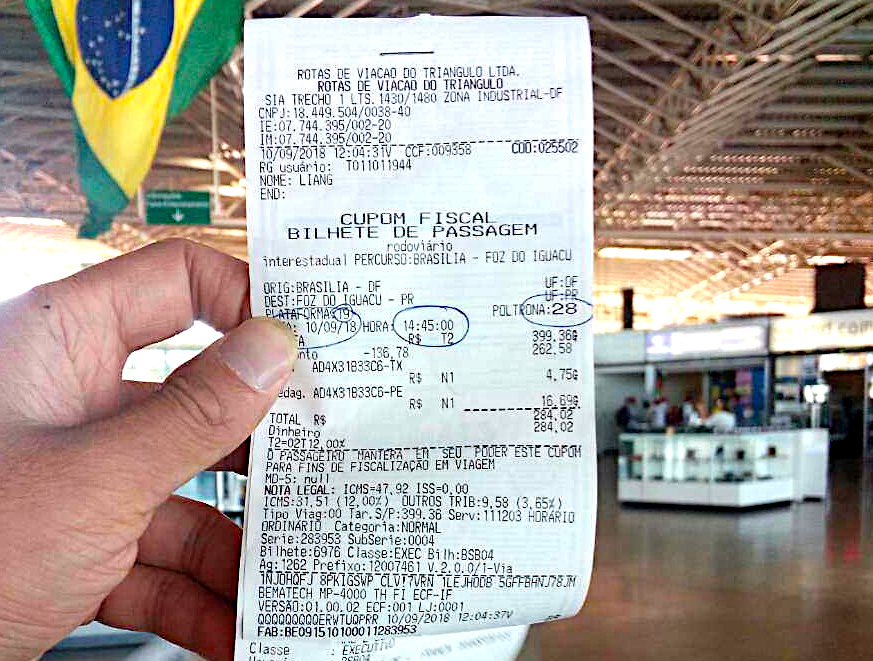 ROTAS DE VIACAO DO TRIANGULO LTDA.
ROTAS DE VIACAO DO TRIANGULO
SIA TRECHO 1 LTS.1430/1480 ZONA INDUSTRIAL-DF
CNPJ:18.449.504/0038-40
IE:07.744.395/002-20
IM:07.744.395/002-20
10/09/2018 12:04:31V CCF:009358 COD:025502
RG usuário: T011011944
NOME: LIANG
END:
CUPOM FISCAL
BILHETE DE PASSAGEM
rodoviário
interestadual PERCURSO:BRASILIA - FOZ DO IGUACU
ORIG:BRASILIA - DF UF:DF
DEST:FOZ DO IGUACU - PR UF:PR
PLATAFORMA:19 POLTRONA:28
10/09/18 HORA: 14:45:00
R$ T2 399.36
-136,78 262.58
AD4X31B33C6-TX
R$ N1 4,75
AD4X31B33C6-PE
R$ N1 16,69
TOTAL R$ 284,02
Dinheiro 284,02
T2=02T12,00%
O PASSAGEIRO MANTERA EM SEU PODER ESTE CUPOM
PARA FINS DE FISCALIZAÇÃO EM VIAGEM
MD-5: null
NOTA LEGAL: ICMS=47,92 ISS=0,00
ICMS:31,51 (12,00%) OUTROS TRIB:9,58 (3,65%)
Tipo Viag:00 Tar.S/P:399.36 Serv:111203 HORÁRIO
ORDINÁRIO Categoria:NORMAL
Serie:283953 SubSerie:0004
Bilhete:6976 Classe:EXEC Bilh:BSB04
Ag:1262 Prefixo:12007461 V.2.0.0/1-Via
BEMATECH MP-4000 TH FI ECF-IF
VERSÃO:01.00.02 ECF:001 LJ:0001
QQQQQQQQERWTUQPRR 10/09/2018 12:04:37V
FAB:BE091510100011283953
Classe : EXECUTIVO